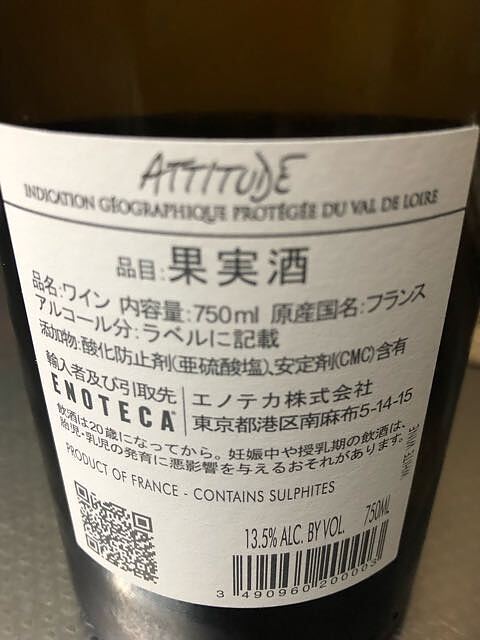 ATTITUDE
INDICATION GÉOGRAPHIQUE PROTÉGÉE DU VAL DE LOIRE
品目:果実酒
品名:ワイン 内容量:750ml 原産国名:フランス
アルコール分:ラベルに記載
添加物:酸化防止剤(亜硫酸塩)、安定剤(CMC)含有
輸入者及び引取先
ENOTECA
エノテカ株式会社
東京都港区南麻布5-14-15
飲酒は20歳になってから。妊娠中や授乳期の飲酒は、
胎児・乳児の発育に悪影響を与えるおそれがあります。
PRODUCT OF FRANCE - CONTAINS SULPHITES
13.5% ALC. BY VOL. 750ML
3 490960 200003